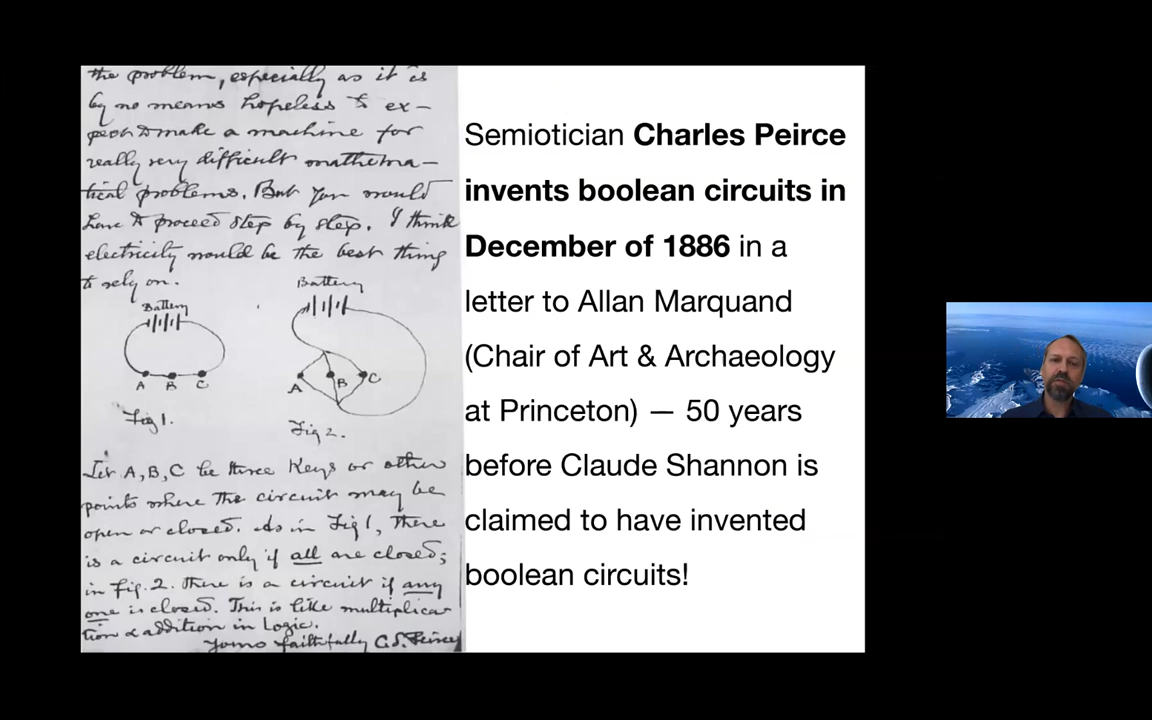 the problem, especially as it is
by no means hopeless to ex-
pect to make a machine for
really very difficult mathema-
tical problems. But you would
have to proceed step by step. I think
electricity would be the best thing
to rely on.
Battery
A B C
Fig 1.
Battery
A B C
Fig 2.
Let A, B, C be three Keys or other
points where the circuit may be
open or closed. As in Fig 1, there
is a circuit only if all are closed;
in Fig. 2. there is a circuit if any
one is closed. This is like multiplica-
tion & addition in Logic.
Yours faithfully C.S. Peirce
Semiotician Charles Peirce
invents boolean circuits in
December of 1886 in a
letter to Allan Marquand
(Chair of Art & Archaeology
at Princeton) — 50 years
before Claude Shannon is
claimed to have invented
boolean circuits!